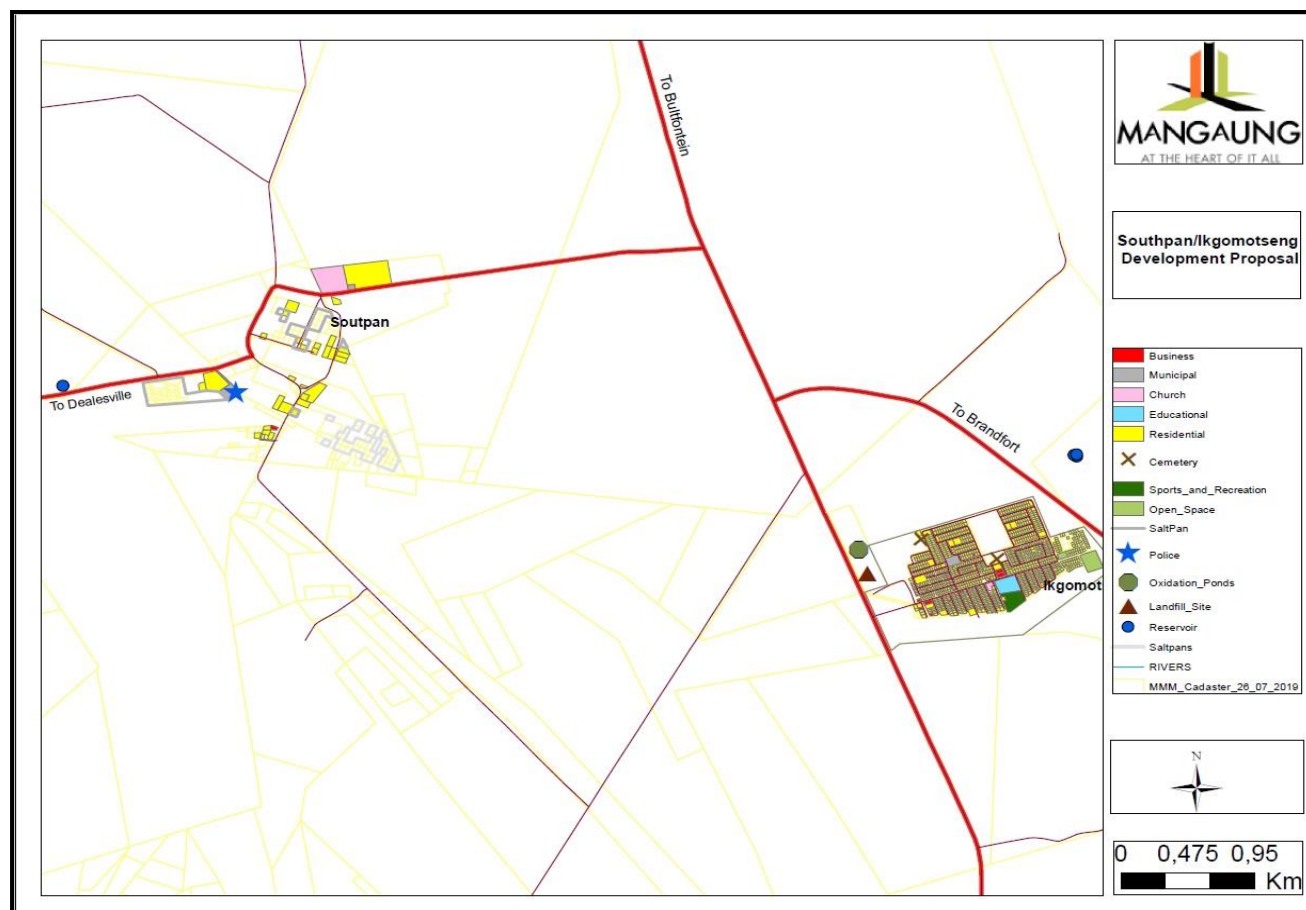 To Bultfontein
Soutpan
To Dealesville
To Brandfort
Ikgomot
MANGAUNG
AT THE HEART OF IT ALL
Southpan/Ikgomotseng
Development Proposal
Business
Municipal
Church
Educational
Residential
Cemetery
Sports_and_Recreation
Open_Space
SaltPan
Police
Oxidation_Ponds
Landfill_Site
Reservoir
Saltpans
RIVERS
MMM_Cadaster_26_07_2019
N
0 0,475 0,95
Km